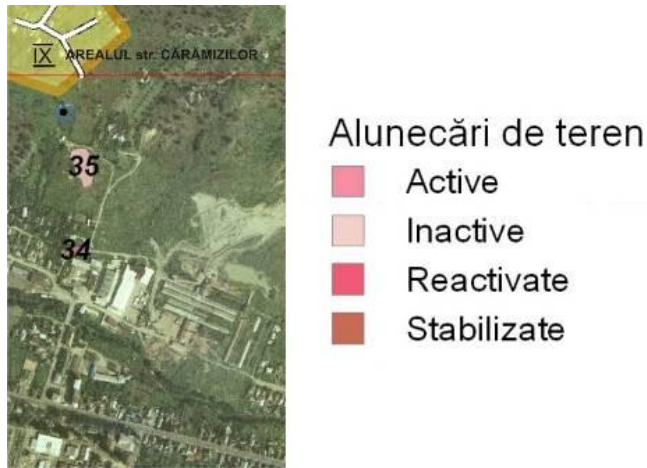 IX AREALUL str. CĂRĂMIZILOR
35
34
Alunecări de teren
Active
Inactive
Reactivate
Stabilizate